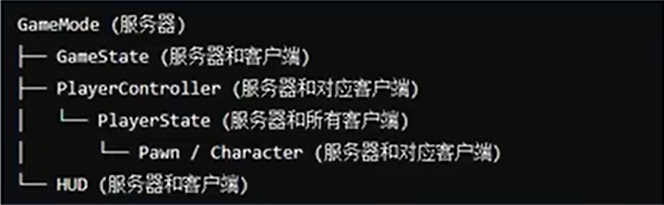 GameMode (服务器)
├── GameState (服务器和客户端)
├── PlayerController (服务器和对应客户端)
│   └── PlayerState (服务器和所有客户端)
│       └── Pawn / Character (服务器和对应客户端)
└── HUD (服务器和客户端)